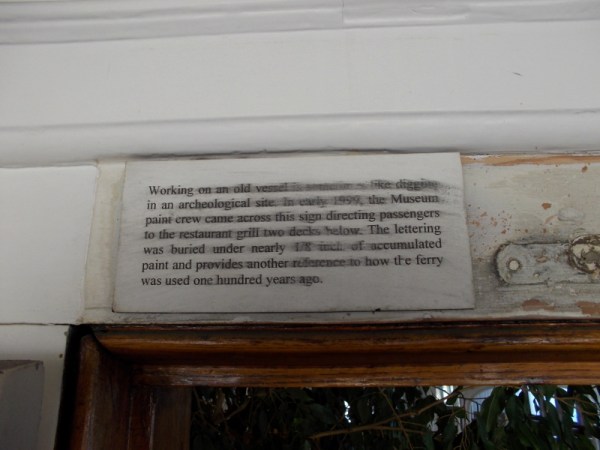 Working on an old vessel is sometimes like digging
in an archeological site. In early 1999, the Museum
paint crew came across this sign directing passengers
to the restaurant grill two decks below. The lettering
was buried under nearly 1/8 inch of accumulated
paint and provides another reference to how the ferry
was used one hundred years ago.